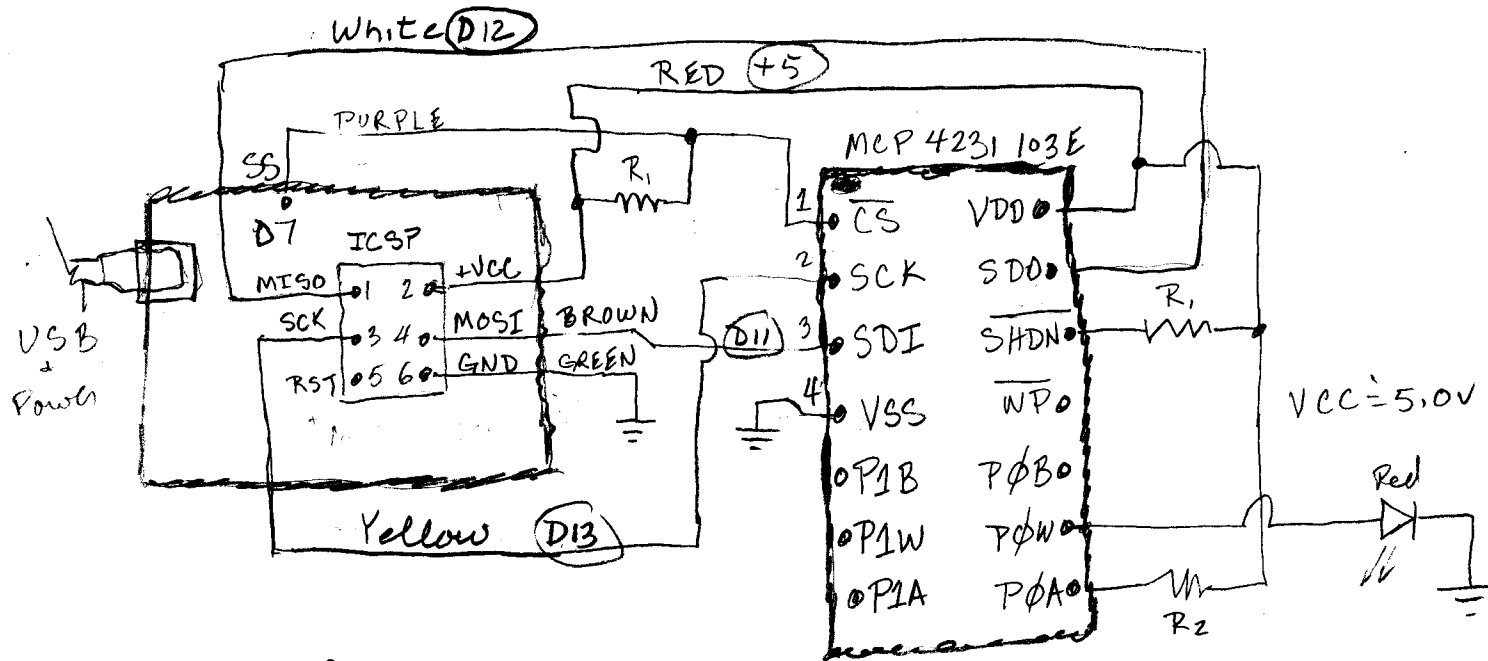 White D12
RED +5
PURPLE
MCP 4231 103E
SS
R1
D7
ICSP
MISO
1 2
+VCC
SCK
3 4
MOSI
BROWN
D11
RST
5 6
GND
GREEN
USB
+
Power
Yellow D13
1
CS
VDD
2
SCK
SDO
3
SDI
SHDN
R1
4
VSS
WP
VCC = 5.0V
P1B
PØB
Red
P1W
PØW
P1A
PØA
R2